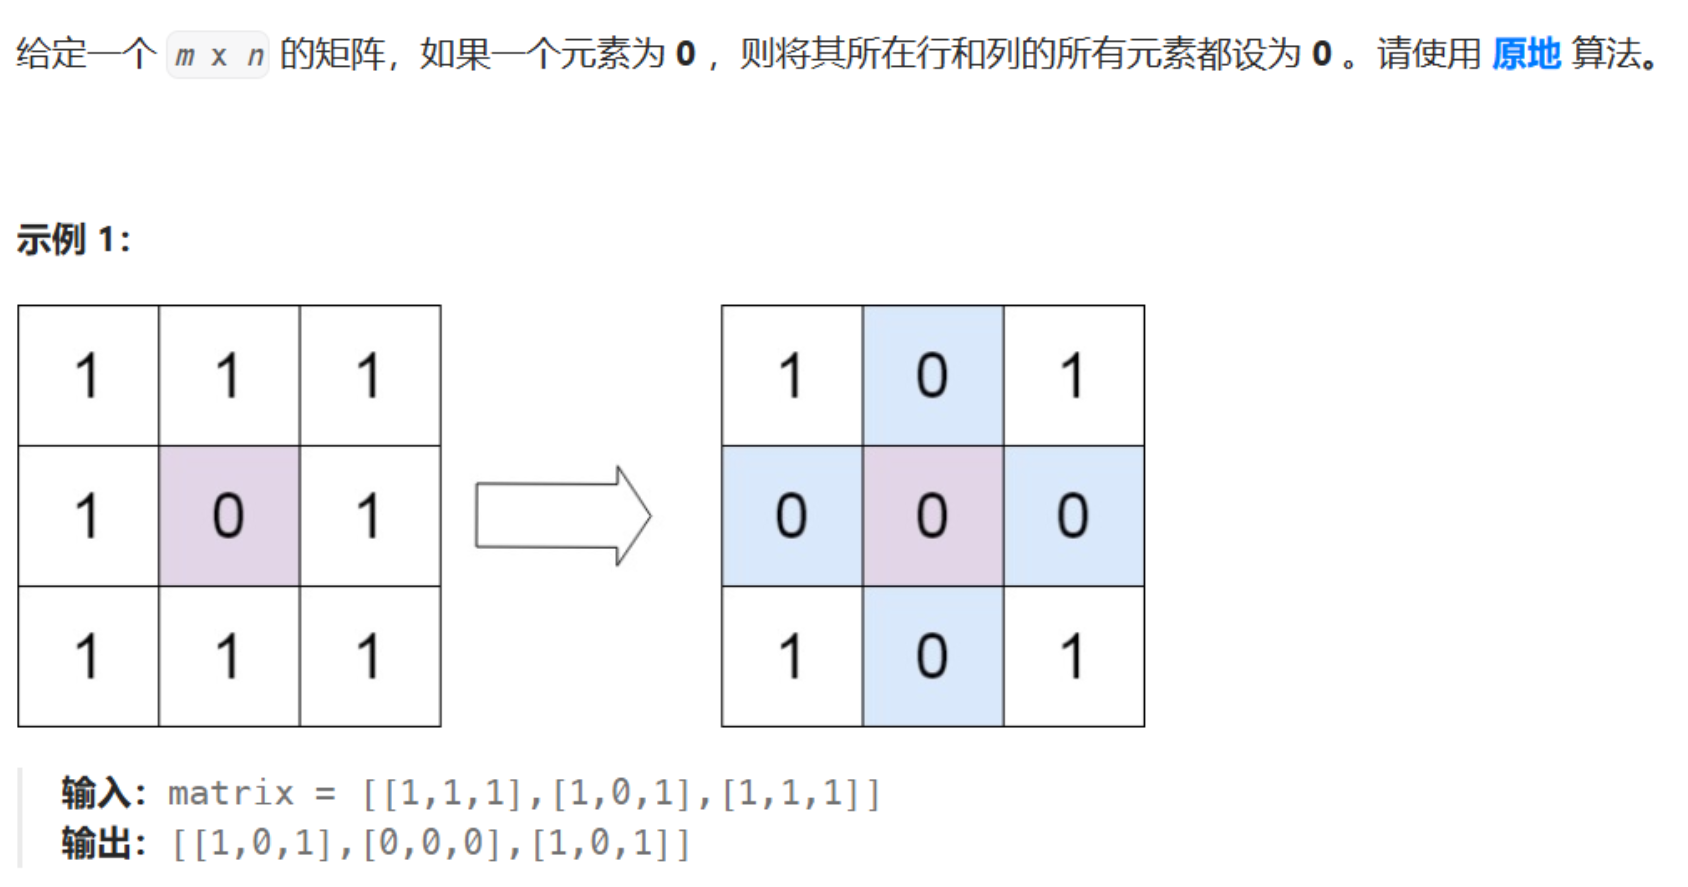 给定一个 m x n 的矩阵，如果一个元素为 0 ，则将其所在行和列的所有元素都设为 0 。请使用 原地 算法。
示例 1：
1 1 1 1 0 1
1 0 1 0 0 0
1 1 1 1 0 1
输入：matrix = [[1,1,1],[1,0,1],[1,1,1]]
输出：[[1,0,1],[0,0,0],[1,0,1]]